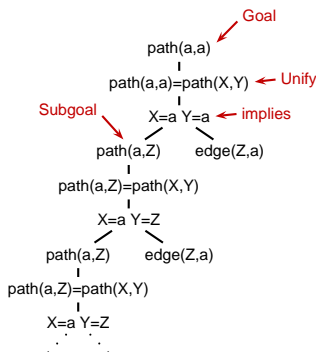 Goal
path(a,a)
path(a,a)=path(X,Y)
Unify
X=a Y=a
implies
Subgoal
path(a,Z)
edge(Z,a)
path(a,Z)=path(X,Y)
X=a Y=Z
path(a,Z)
edge(Z,a)
path(a,Z)=path(X,Y)
X=a Y=Z